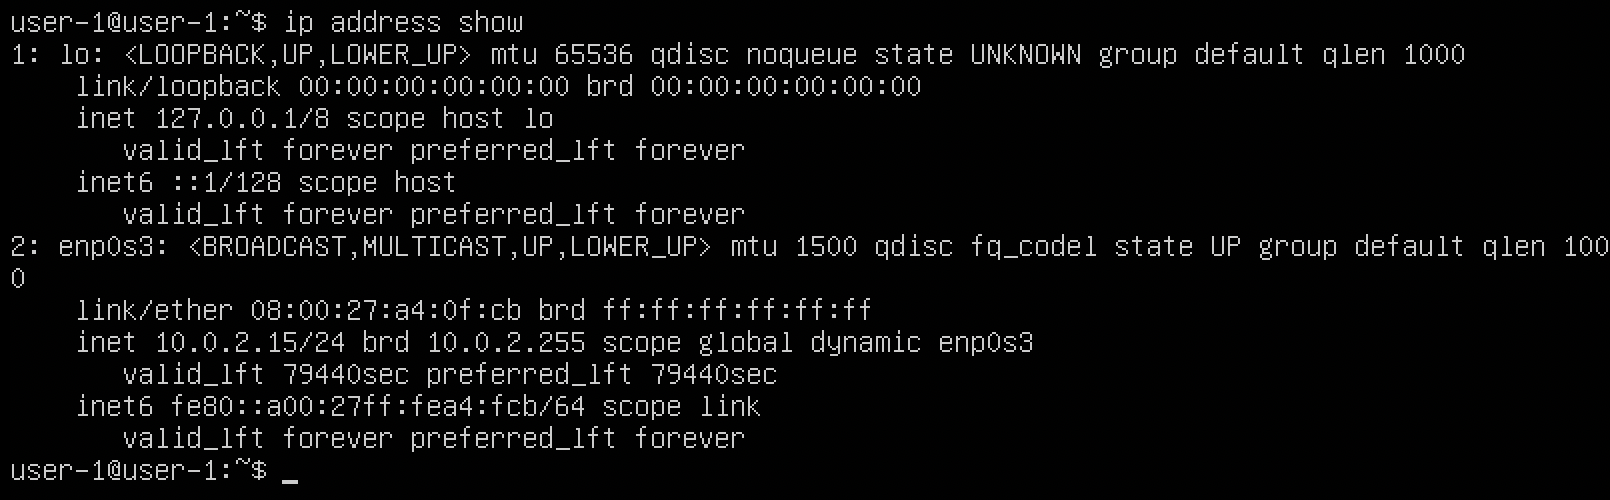 user-1@user-1:~$ ip address show
1: lo: <LOOPBACK,UP,LOWER_UP> mtu 65536 qdisc noqueue state UNKNOWN group default qlen 1000
    link/loopback 00:00:00:00:00:00 brd 00:00:00:00:00:00
    inet 127.0.0.1/8 scope host lo
       valid_lft forever preferred_lft forever
    inet6 ::1/128 scope host
       valid_lft forever preferred_lft forever
2: enp0s3: <BROADCAST,MULTICAST,UP,LOWER_UP> mtu 1500 qdisc fq_codel state UP group default qlen 100
0
    link/ether 08:00:27:a4:0f:cb brd ff:ff:ff:ff:ff:ff
    inet 10.0.2.15/24 brd 10.0.2.255 scope global dynamic enp0s3
       valid_lft 79440sec preferred_lft 79440sec
    inet6 fe80::a00:27ff:fea4:fcb/64 scope link
       valid_lft forever preferred_lft forever
user-1@user-1:~$ _